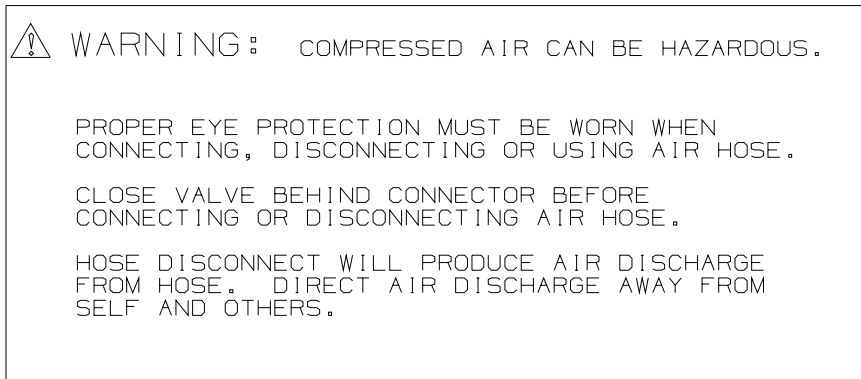 WARNING: COMPRESSED AIR CAN BE HAZARDOUS.
PROPER EYE PROTECTION MUST BE WORN WHEN
CONNECTING, DISCONNECTING OR USING AIR HOSE.
CLOSE VALVE BEHIND CONNECTOR BEFORE
CONNECTING OR DISCONNECTING AIR HOSE.
HOSE DISCONNECT WILL PRODUCE AIR DISCHARGE
FROM HOSE. DIRECT AIR DISCHARGE AWAY FROM
SELF AND OTHERS.